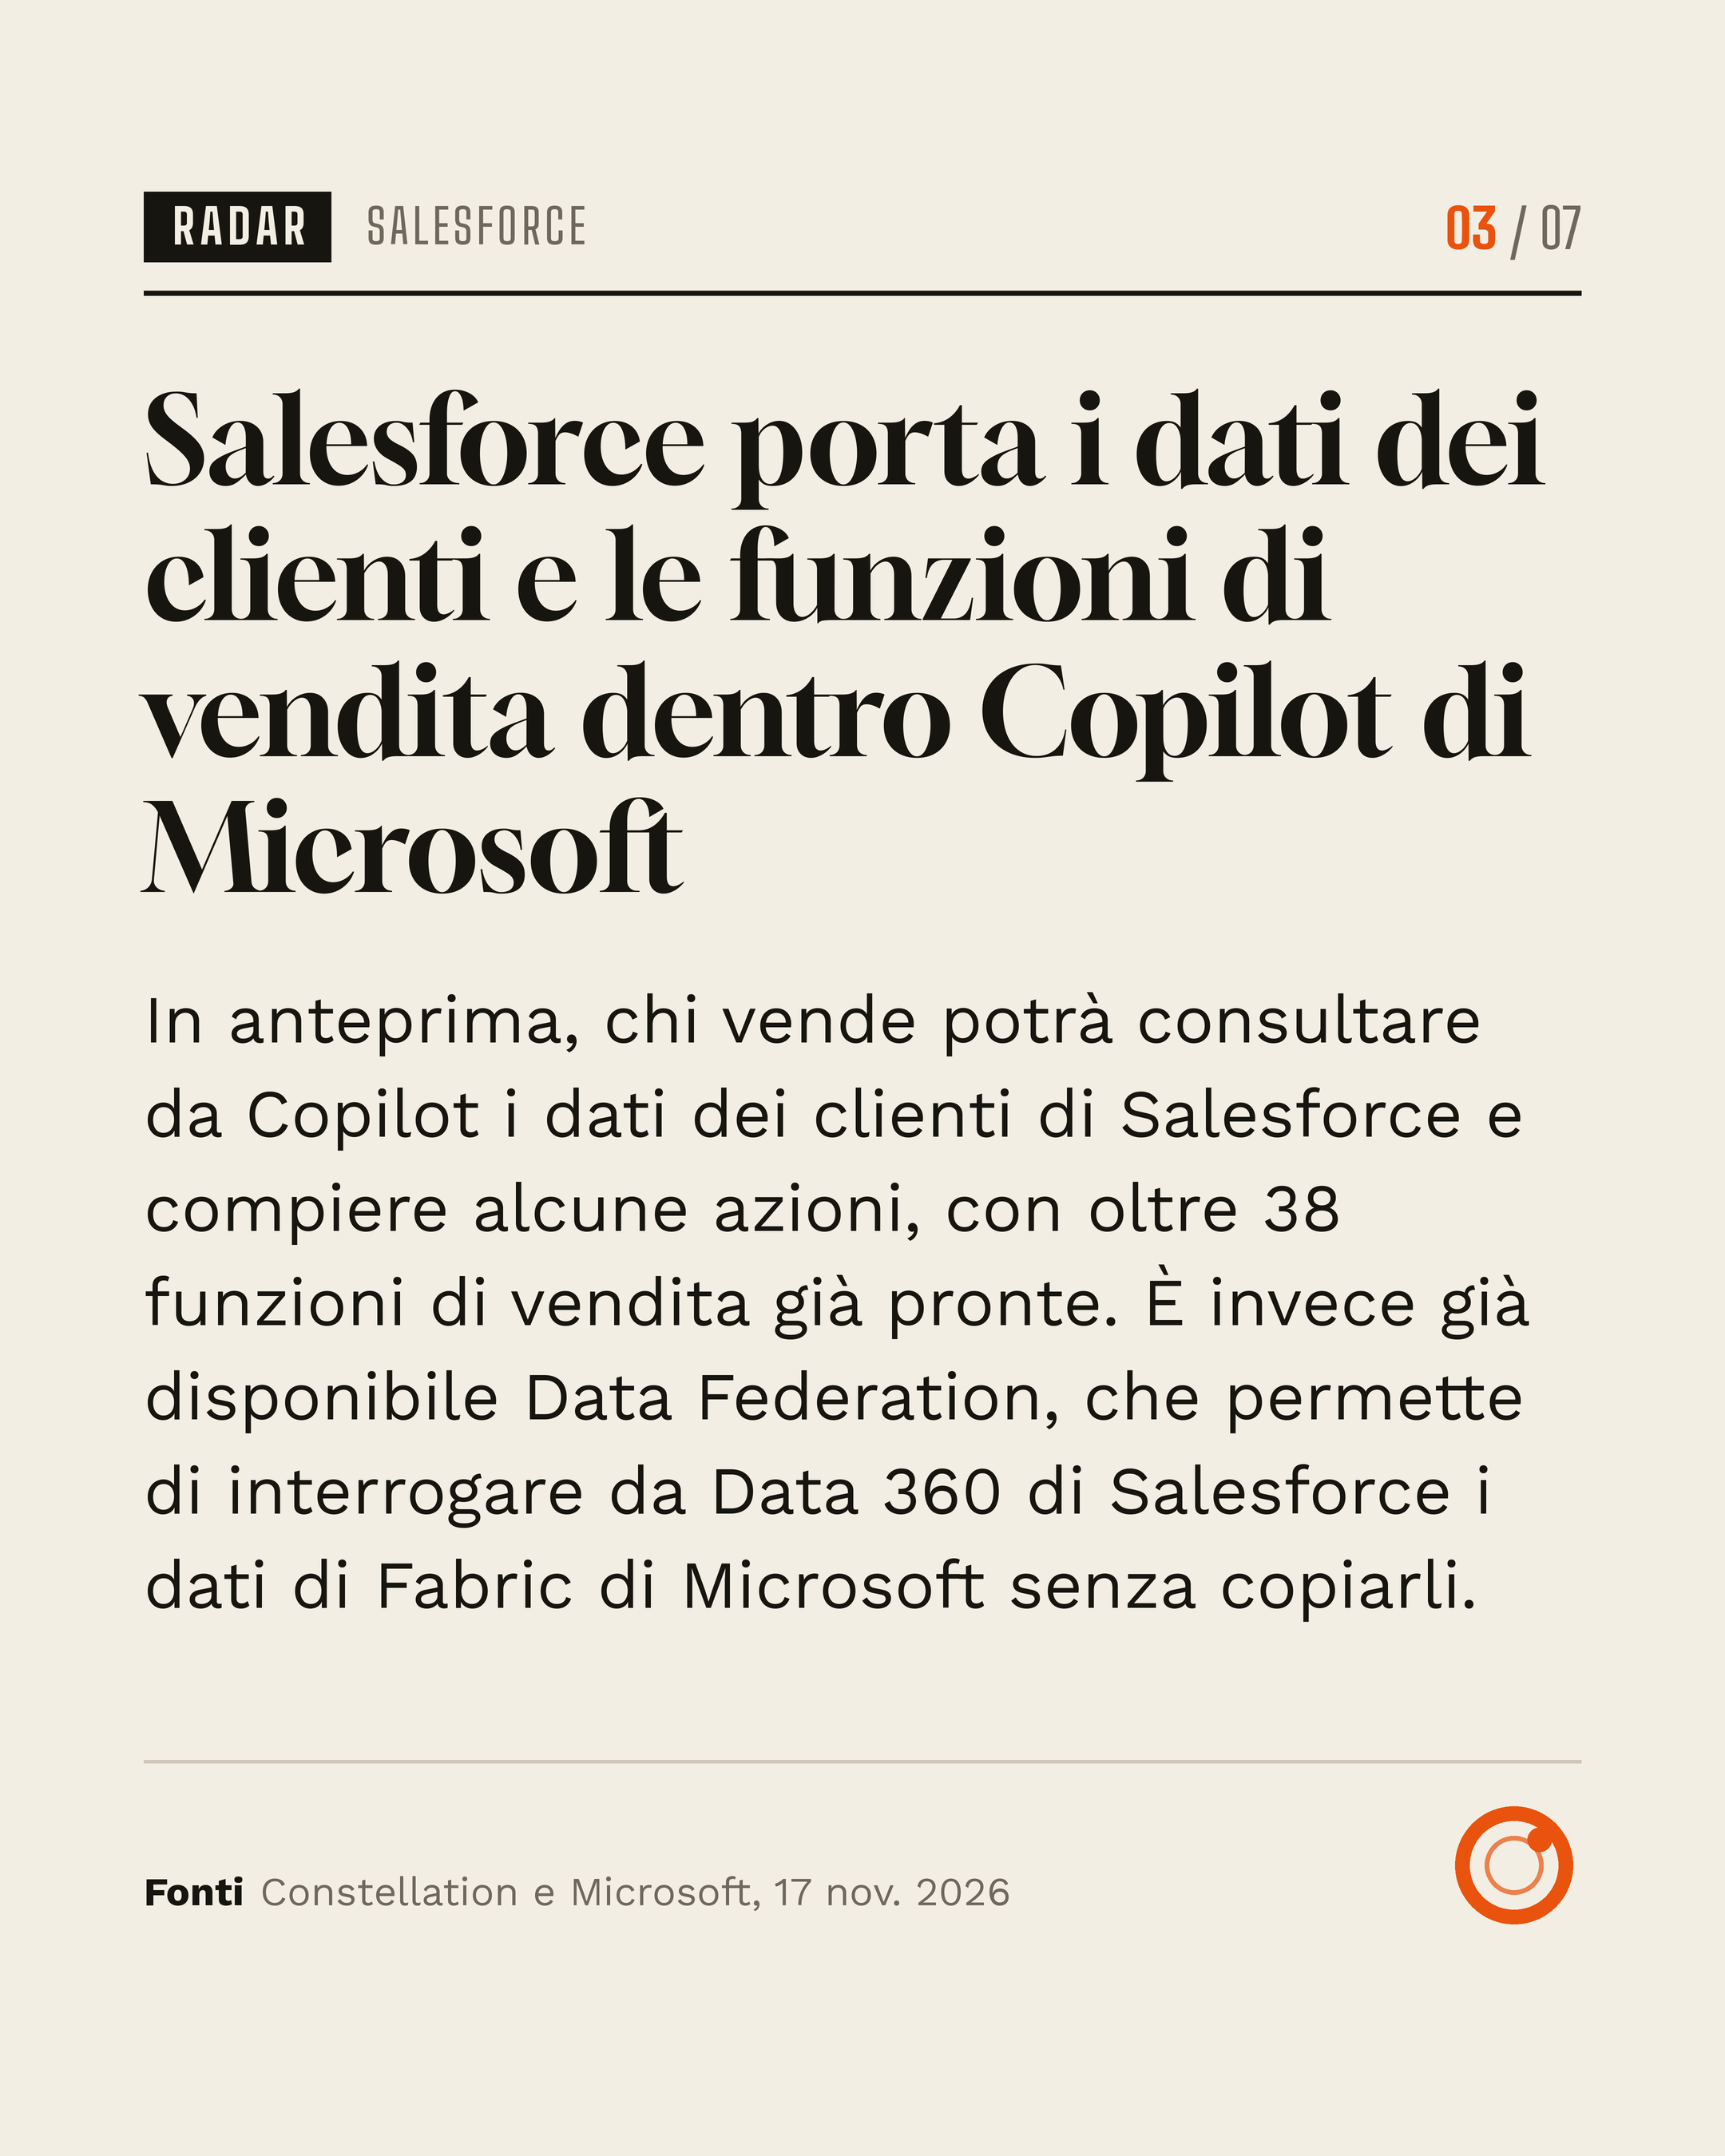 RADAR SALESFORCE 03 / 07
Salesforce porta i dati dei
clienti e le funzioni di
vendita dentro Copilot di
Microsoft
In anteprima, chi vende potrà consultare
da Copilot i dati dei clienti di Salesforce e
compiere alcune azioni, con oltre 38
funzioni di vendita già pronte. È invece già
disponibile Data Federation, che permette
di interrogare da Data 360 di Salesforce i
dati di Fabric di Microsoft senza copiarli.
Fonti Constellation e Microsoft, 17 nov. 2026